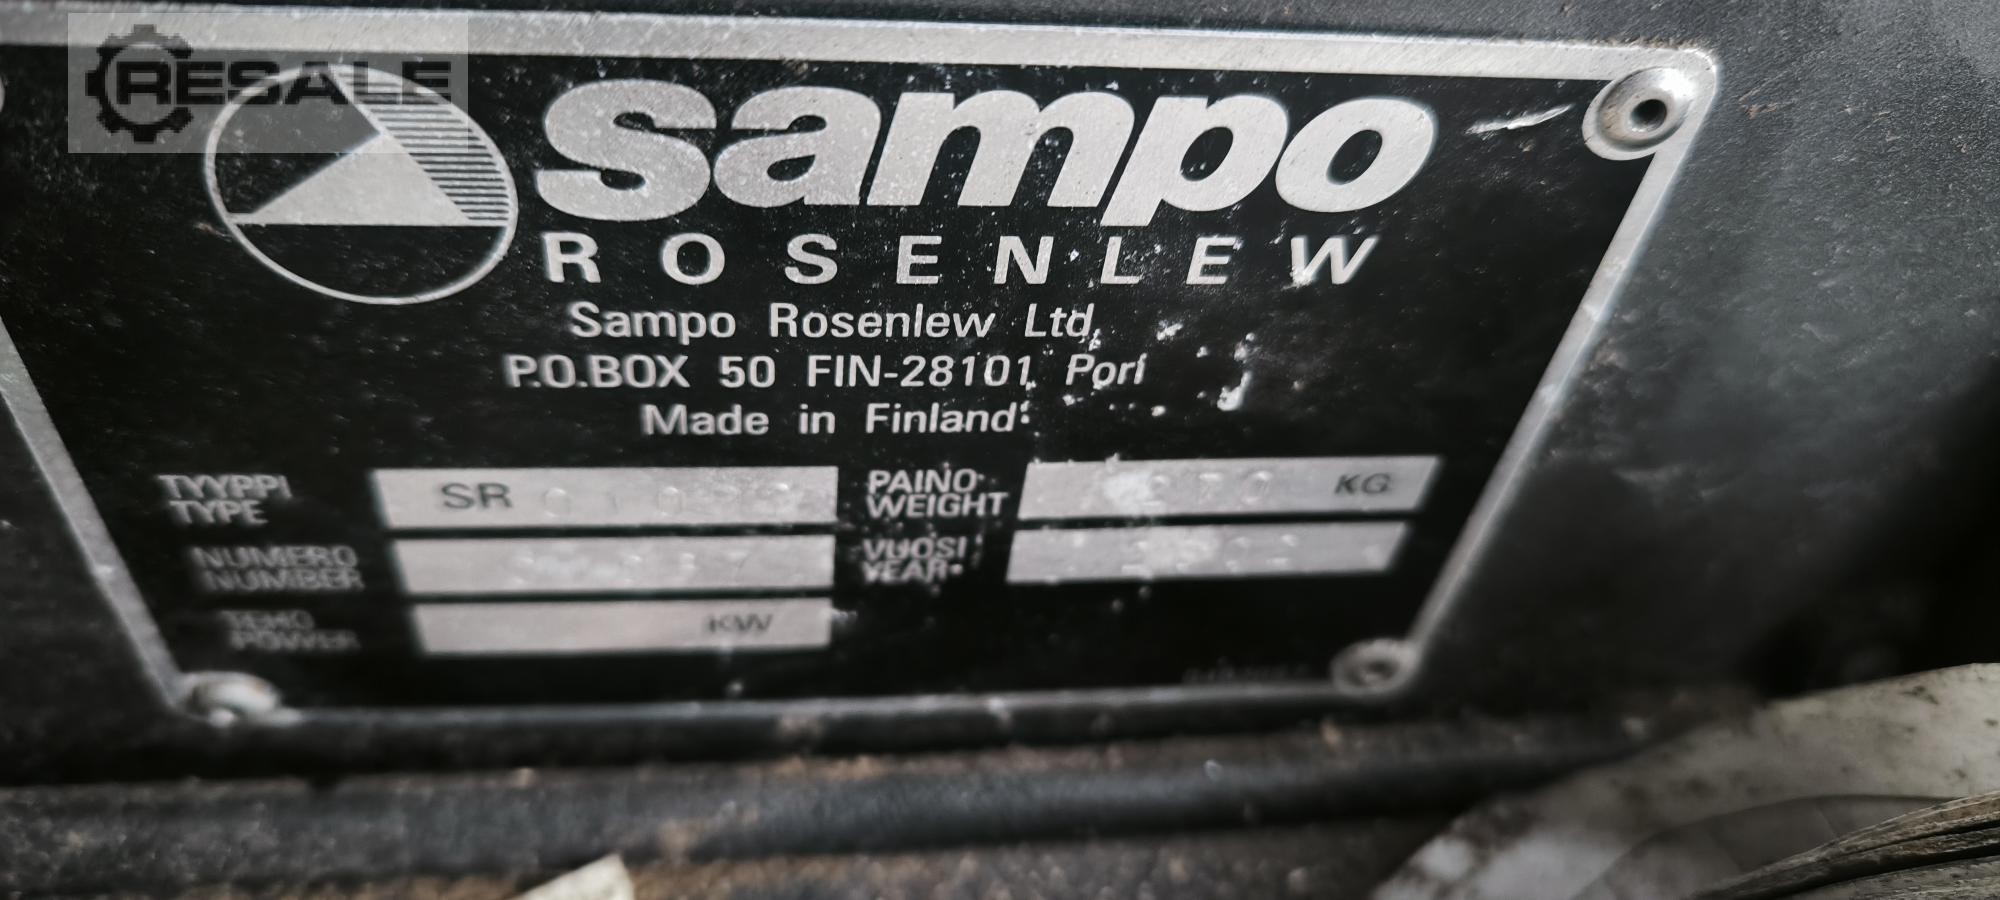 RESALE
sampo
ROSENLEW
Sampo Rosenlew Ltd.
P.O.BOX 50 FIN-28101 Pori
Made in Finland
TYYPPI
TYPE
SR
PAINO
WEIGHT
KG
NUMERO
NUMBER
VUOSI
YEAR
TEHO
POWER
KW